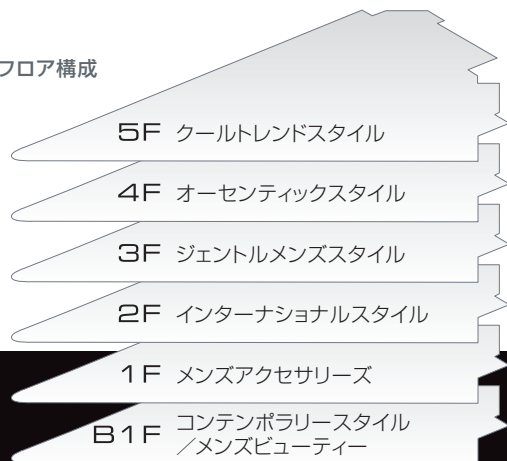 フロア構成
5F クールトレンドスタイル
4F オーセンティックスタイル
3F ジェントルメンズスタイル
2F インターナショナルスタイル
1F メンズアクセサリーズ
B1F コンテンポラリースタイル
／メンズビューティー